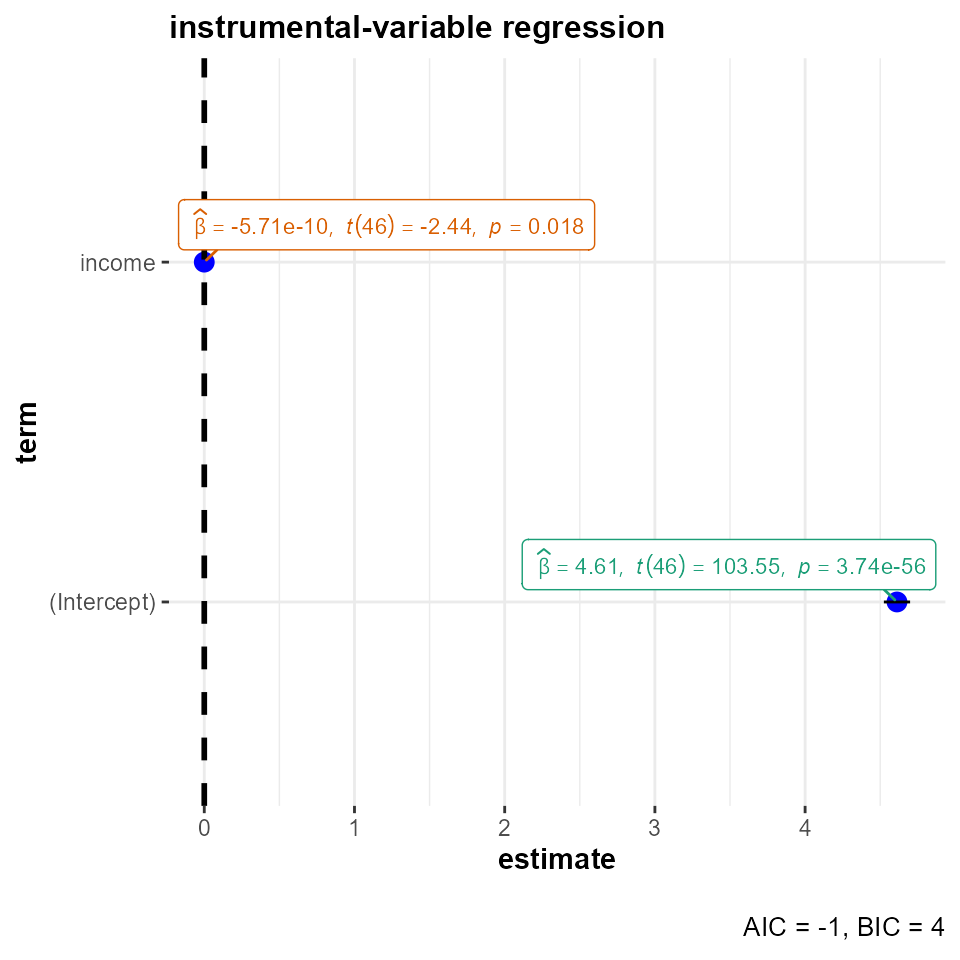 instrumental-variable regression
β̂ = -5.71e-10, t(46) = -2.44, p = 0.018
income
term
β̂ = 4.61, t(46) = 103.55, p = 3.74e-56
(Intercept)
0 1 2 3 4
estimate
AIC = -1, BIC = 4